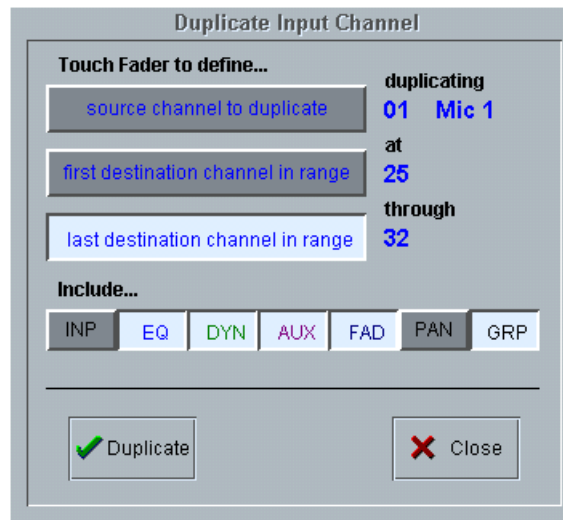 Duplicate Input Channel
Touch Fader to define...
source channel to duplicate
duplicating
01 Mic 1
first destination channel in range
at
25
last destination channel in range
through
32
Include...
INP EQ DYN AUX FAD PAN GRP
Duplicate Close